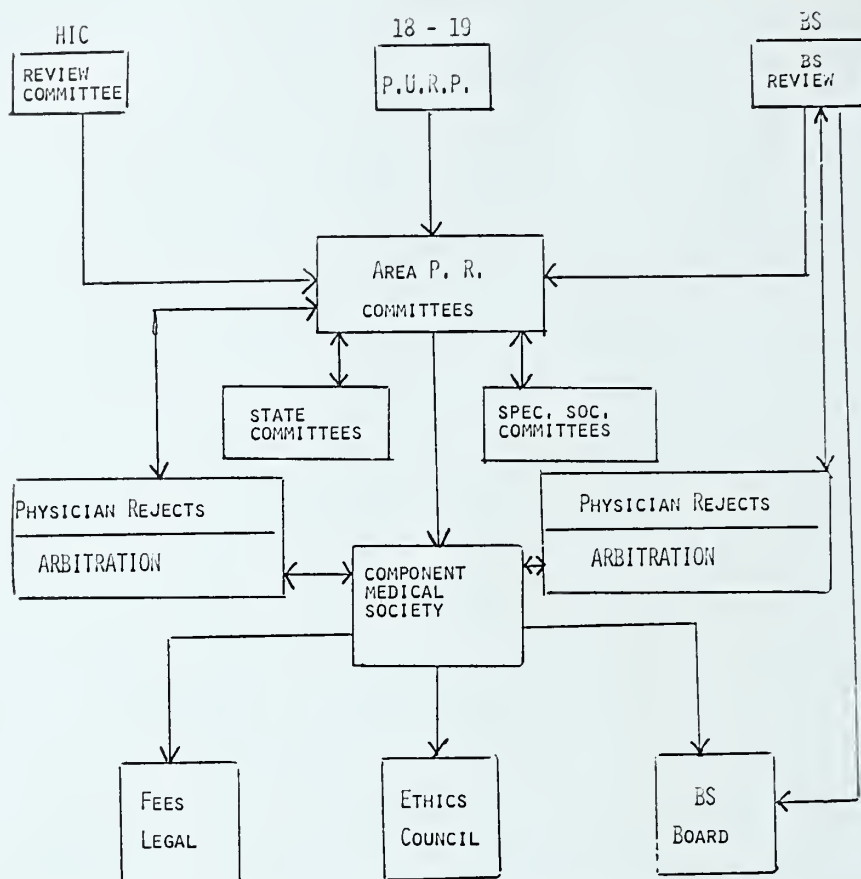 HIC
18 - 19
BS
REVIEW
COMMITTEE
P.U.R.P.
BS
REVIEW
AREA P. R.
COMMITTEES
STATE
COMMITTEES
SPEC. SOC.
COMMITTEES
PHYSICIAN REJECTS
ARBITRATION
PHYSICIAN REJECTS
ARBITRATION
COMPONENT
MEDICAL
SOCIETY
FEES
LEGAL
ETHICS
COUNCIL
BS
BOARD